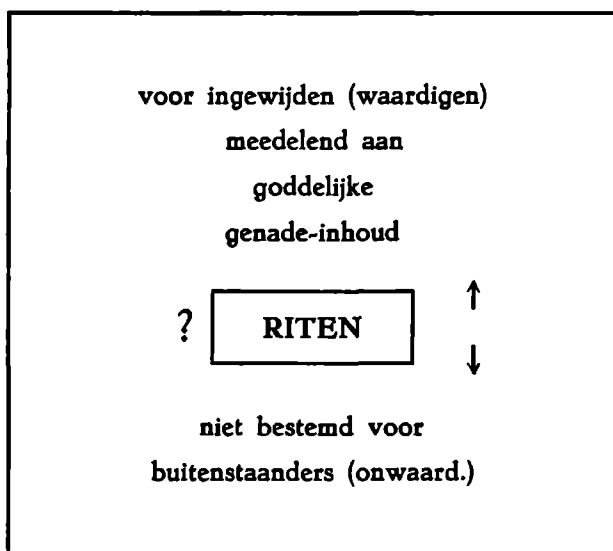 voor ingewijden (waardigen)
meedelend aan
goddelijke
genade-inhoud
↑
? RITEN
↓
niet bestemd voor
buitenstaanders (onwaard.)